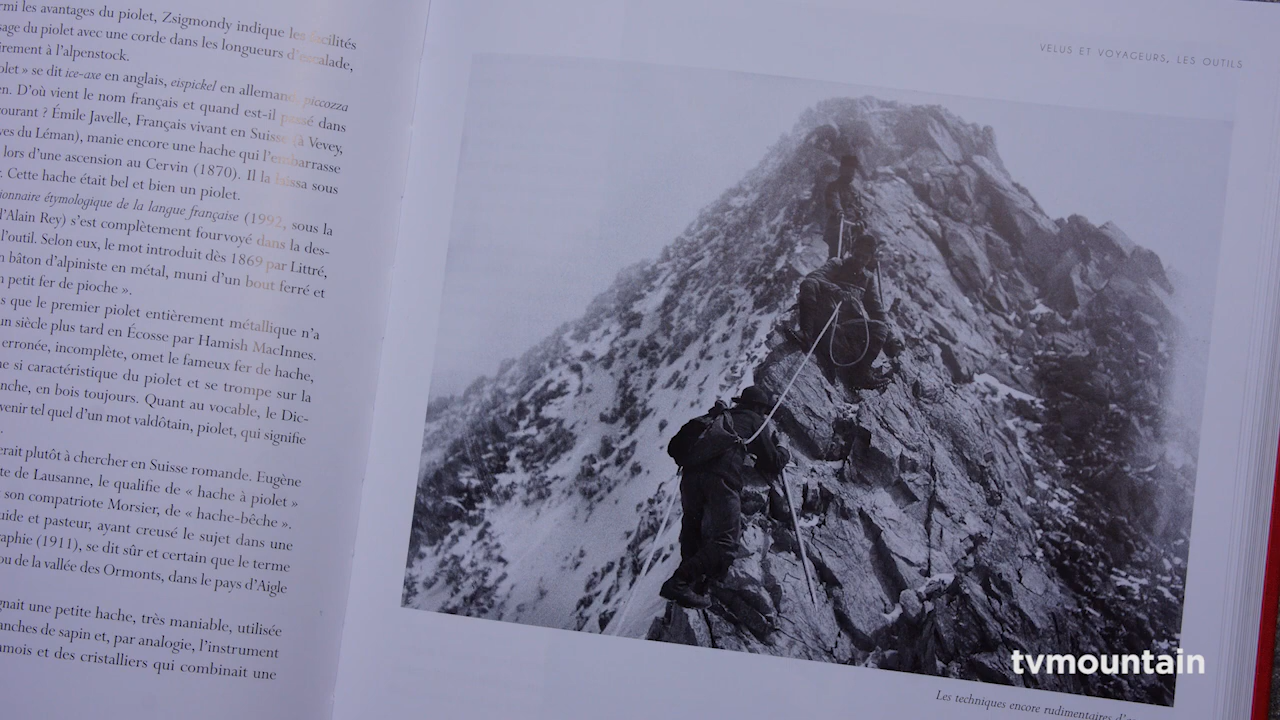 rmi les avantages du piolet, Zsigmondy indique les facilités
sage du piolet avec une corde dans les longueurs d'escalade,
irement à l'alpenstock.
olet » se dit ice-axe en anglais, eispickel en allemand, piccozza
en. D'où vient le nom français et quand est-il passé dans
courant ? Émile Javelle, Français vivant en Suisse (à Vevey,
ves du Léman), manie encore une hache qui l'embarrasse
lors d'une ascension au Cervin (1870). Il la laissa sous
. Cette hache était bel et bien un piolet.
ionnaire étymologique de la langue française (1992, sous la
d'Alain Rey) s'est complètement fourvoyé dans la des-
l'outil. Selon eux, le mot introduit dès 1869 par Littré,
n bâton d'alpiniste en métal, muni d'un bout ferré et
n petit fer de pioche ».
s que le premier piolet entièrement métallique n'a
un siècle plus tard en Écosse par Hamish MacInnes.
erronée, incomplète, omet le fameux fer de hache,
ne si caractéristique du piolet et se trompe sur la
anche, en bois toujours. Quant au vocable, le Dic-
venir tel quel d'un mot valdôtain, piolet, qui signifie
.
erait plutôt à chercher en Suisse romande. Eugène
te de Lausanne, le qualifie de « hache à piolet »
son compatriote Morsier, de « hache-bêche ».
uide et pasteur, ayant creusé le sujet dans une
raphie (1911), se dit sûr et certain que le terme
ou de la vallée des Ormonts, dans le pays d'Aigle
gnait une petite hache, très maniable, utilisée
anches de sapin et, par analogie, l'instrument
amois et des cristalliers qui combinait une
VELUS ET VOYAGEURS, LES OUTILS
tvmountain
Les techniques encore rudimentaires d'